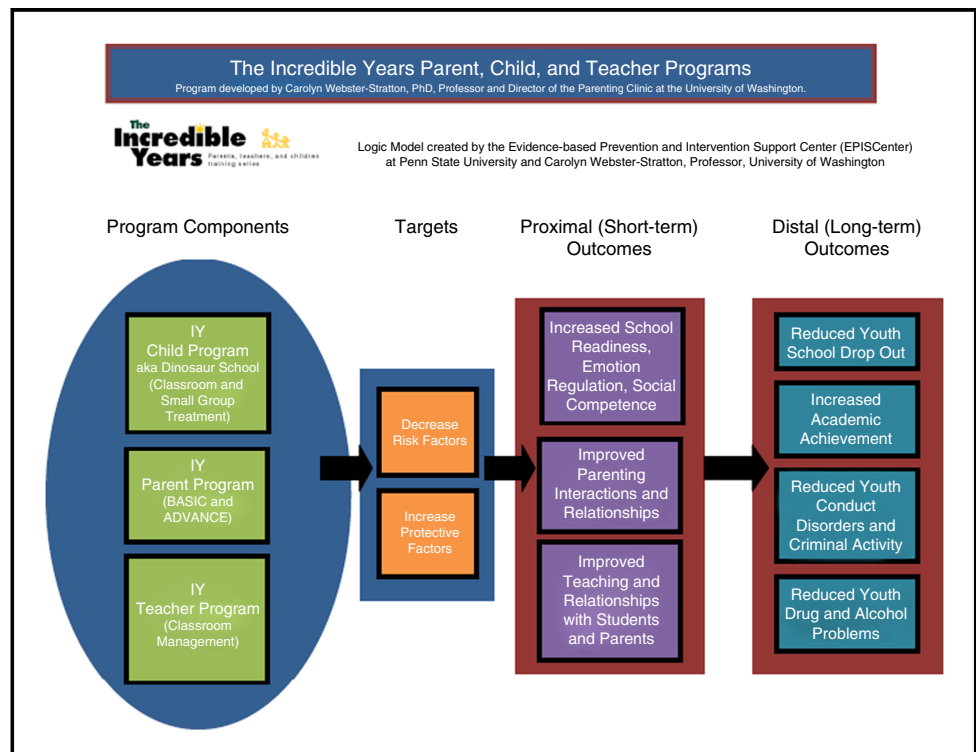 The Incredible Years Parent, Child, and Teacher Programs
Program developed by Carolyn Webster-Stratton, PhD, Professor and Director of the Parenting Clinic at the University of Washington.
The
Incredible
Years
Parents, teachers, and children
training series
Logic Model created by the Evidence-based Prevention and Intervention Support Center (EPISCenter)
at Penn State University and Carolyn Webster-Stratton, Professor, University of Washington
Program Components
Targets
Proximal (Short-term)
Outcomes
Distal (Long-term)
Outcomes
IY
Child Program
aka Dinosaur School
(Classroom and
Small Group
Treatment)
IY
Parent Program
(BASIC and
ADVANCE)
IY
Teacher Program
(Classroom
Management)
Decrease
Risk Factors
Increase
Protective
Factors
Increased School
Readiness,
Emotion
Regulation, Social
Competence
Improved
Parenting
Interactions and
Relationships
Improved
Teaching and
Relationships
with Students
and Parents
Reduced Youth
School Drop Out
Increased
Academic
Achievement
Reduced Youth
Conduct
Disorders and
Criminal Activity
Reduced Youth
Drug and Alcohol
Problems